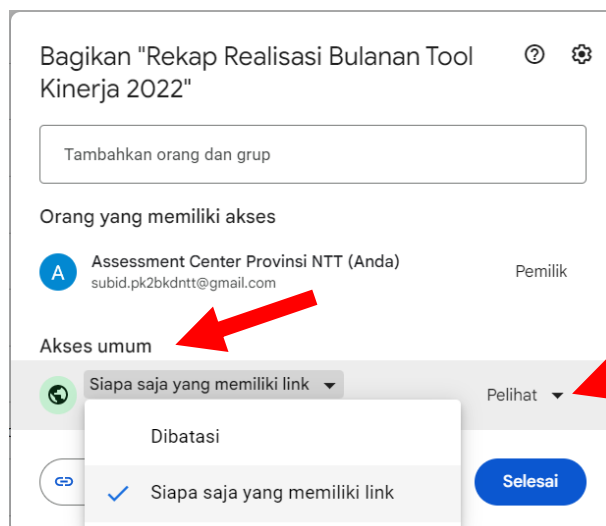 Bagikan "Rekap Realisasi Bulanan Tool
Kinerja 2022"
Tambahkan orang dan grup
Orang yang memiliki akses
A
Assessment Center Provinsi NTT (Anda)
subid.pk2bkdntt@gmail.com
Pemilik
Akses umum
Siapa saja yang memiliki link
Pelihat
Dibatasi
Siapa saja yang memiliki link
Selesai